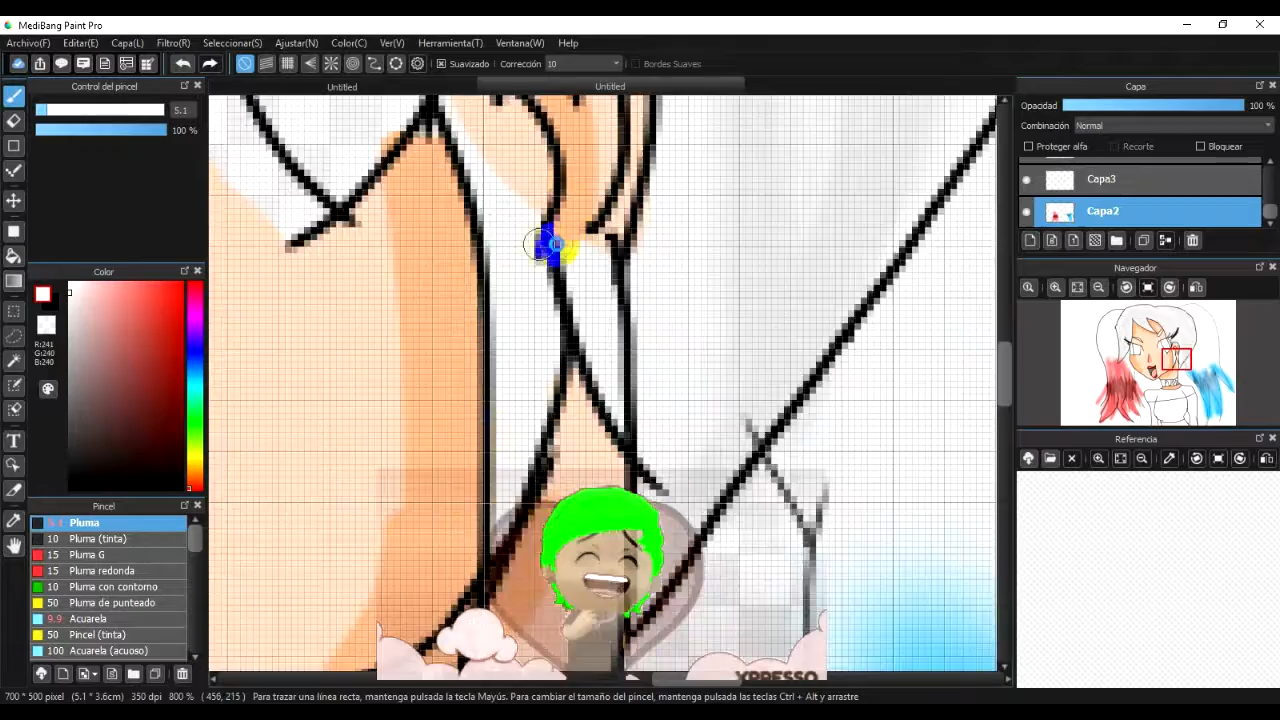 MediBang Paint Pro
Archivo(F) Editar(E) Capa(L) Filtro(R) Seleccionar(S) Ajustar(N) Color(C) Ver(V) Herramienta(T) Ventana(W) Help
Suavizado Corrección 10 Bordes Suaves
Control del pincel Untitled Untitled Capa
5.1 Opacidad 100 %
100 % Combinación Normal
Proteger alfa Recorte Bloquear
Capa3
Capa2
Color Navegador
R:241
G:240
B:240
Referencia
Pincel
5.1 Pluma
10 Pluma (tinta)
15 Pluma G
15 Pluma redonda
10 Pluma con contorno
50 Pluma de punteado
9.9 Acuarela
50 Pincel (tinta)
100 Acuarela (acuoso)
XPRESSO
700 * 500 pixel (5.1 * 3.6cm) 350 dpi 800 % ( 456, 215 ) Para trazar una línea recta, mantenga pulsada la tecla Mayús. Para cambiar el tamaño del pincel, mantenga pulsadas las teclas Ctrl + Alt y arrastre